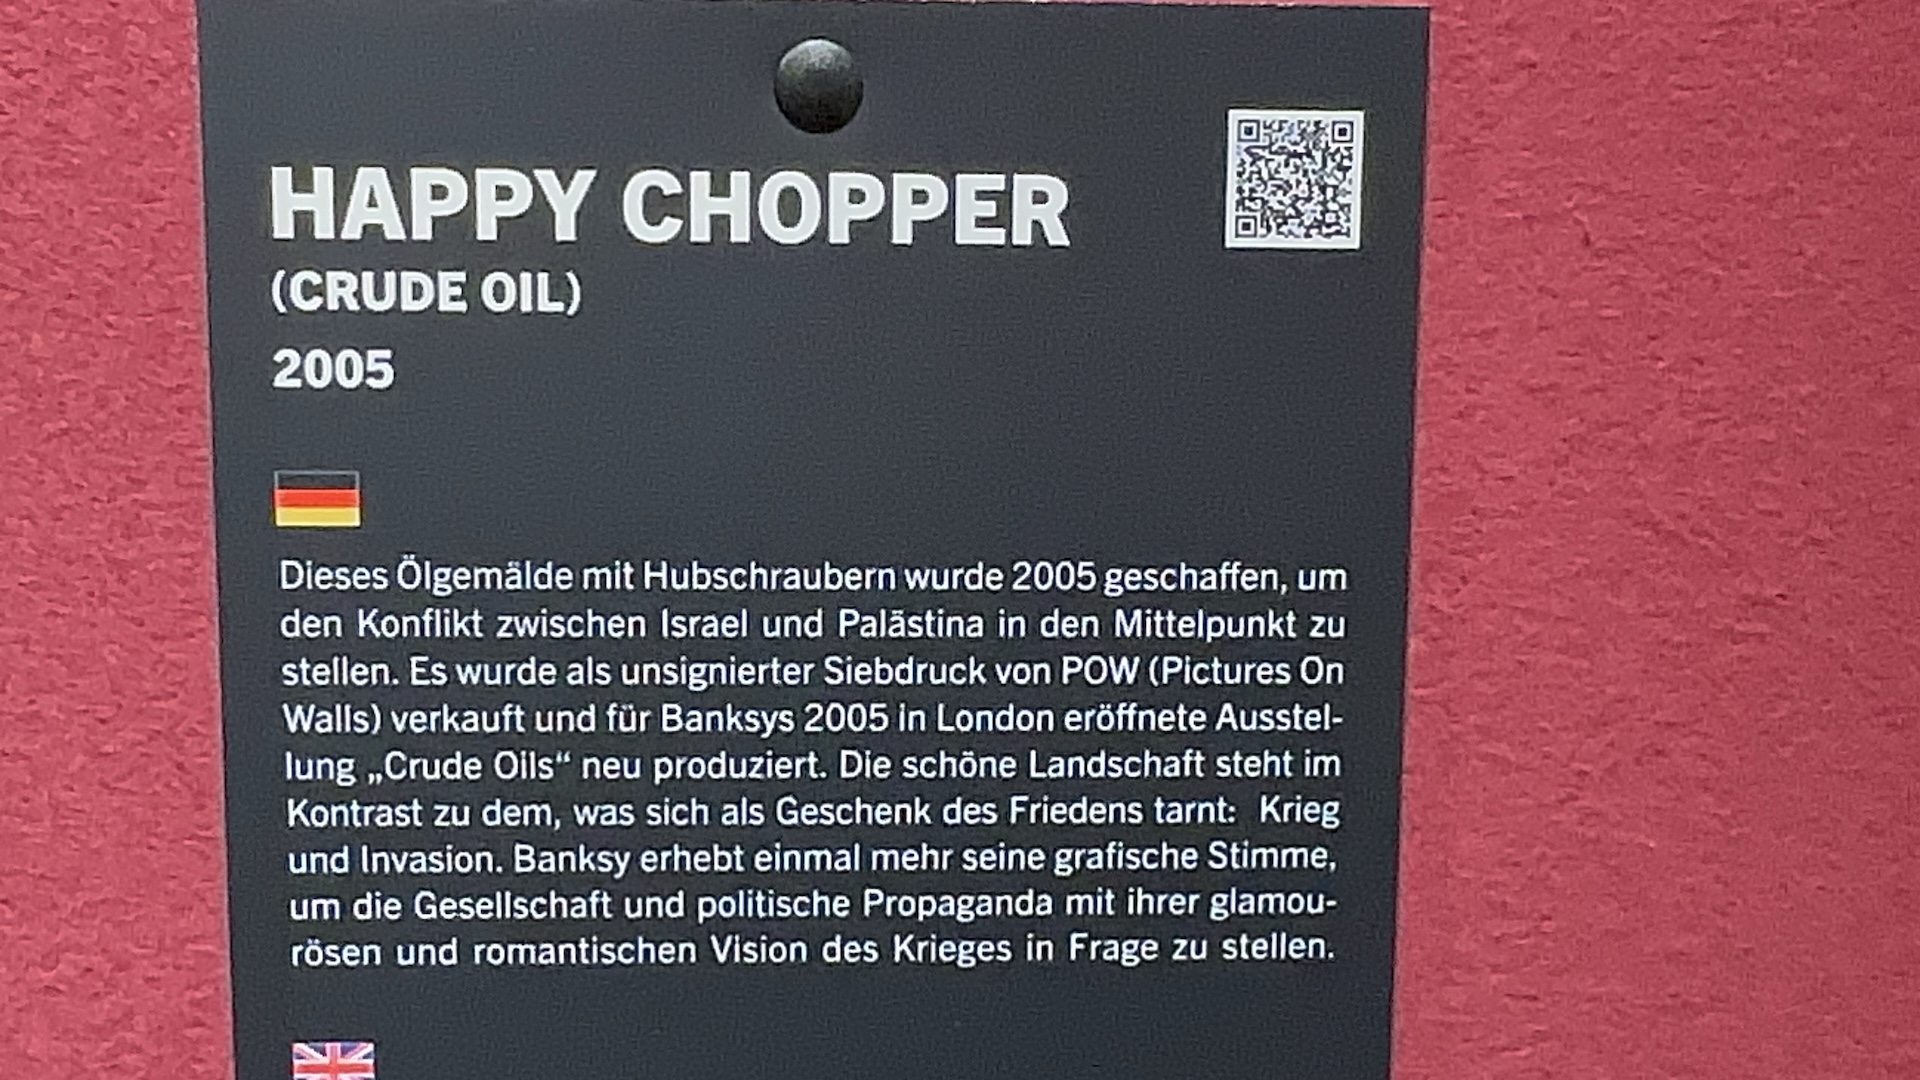 HAPPY CHOPPER
(CRUDE OIL)
2005
Dieses Ölgemälde mit Hubschraubern wurde 2005 geschaffen, um
den Konflikt zwischen Israel und Palästina in den Mittelpunkt zu
stellen. Es wurde als unsignierter Siebdruck von POW (Pictures On
Walls) verkauft und für Banksys 2005 in London eröffnete Ausstel-
lung „Crude Oils“ neu produziert. Die schöne Landschaft steht im
Kontrast zu dem, was sich als Geschenk des Friedens tarnt: Krieg
und Invasion. Banksy erhebt einmal mehr seine grafische Stimme,
um die Gesellschaft und politische Propaganda mit ihrer glamou-
rösen und romantischen Vision des Krieges in Frage zu stellen.